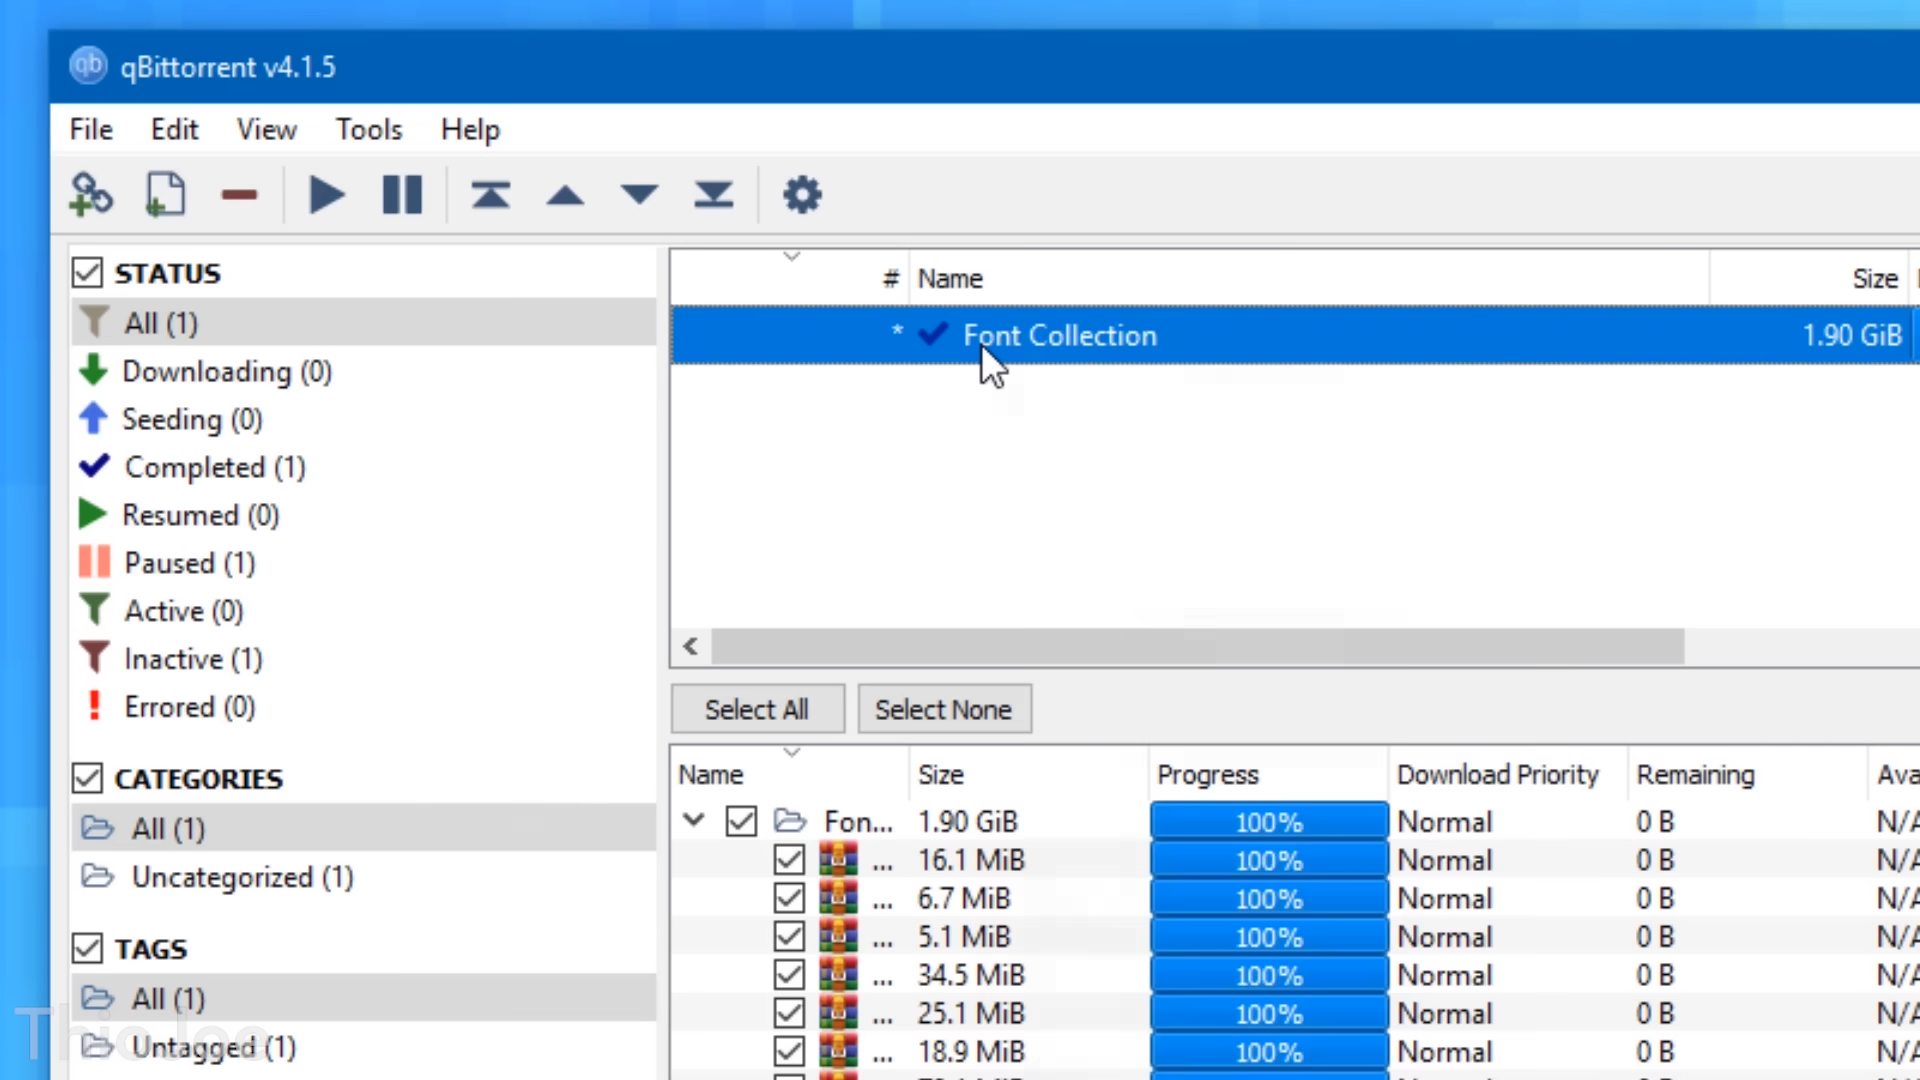 qb qBittorrent v4.1.5
File Edit View Tools Help
STATUS
All (1)
Downloading (0)
Seeding (0)
Completed (1)
Resumed (0)
Paused (1)
Active (0)
Inactive (1)
Errored (0)
CATEGORIES
All (1)
Uncategorized (1)
TAGS
All (1)
Untagged (1)
ThioJoe
# Name Size
* Font Collection 1.90 GiB
Select All Select None
Name Size Progress Download Priority Remaining Ava
Fon... 1.90 GiB 100% Normal 0 B N/A
... 16.1 MiB 100% Normal 0 B N/A
... 6.7 MiB 100% Normal 0 B N/A
... 5.1 MiB 100% Normal 0 B N/A
... 34.5 MiB 100% Normal 0 B N/A
... 25.1 MiB 100% Normal 0 B N/A
... 18.9 MiB 100% Normal 0 B N/A